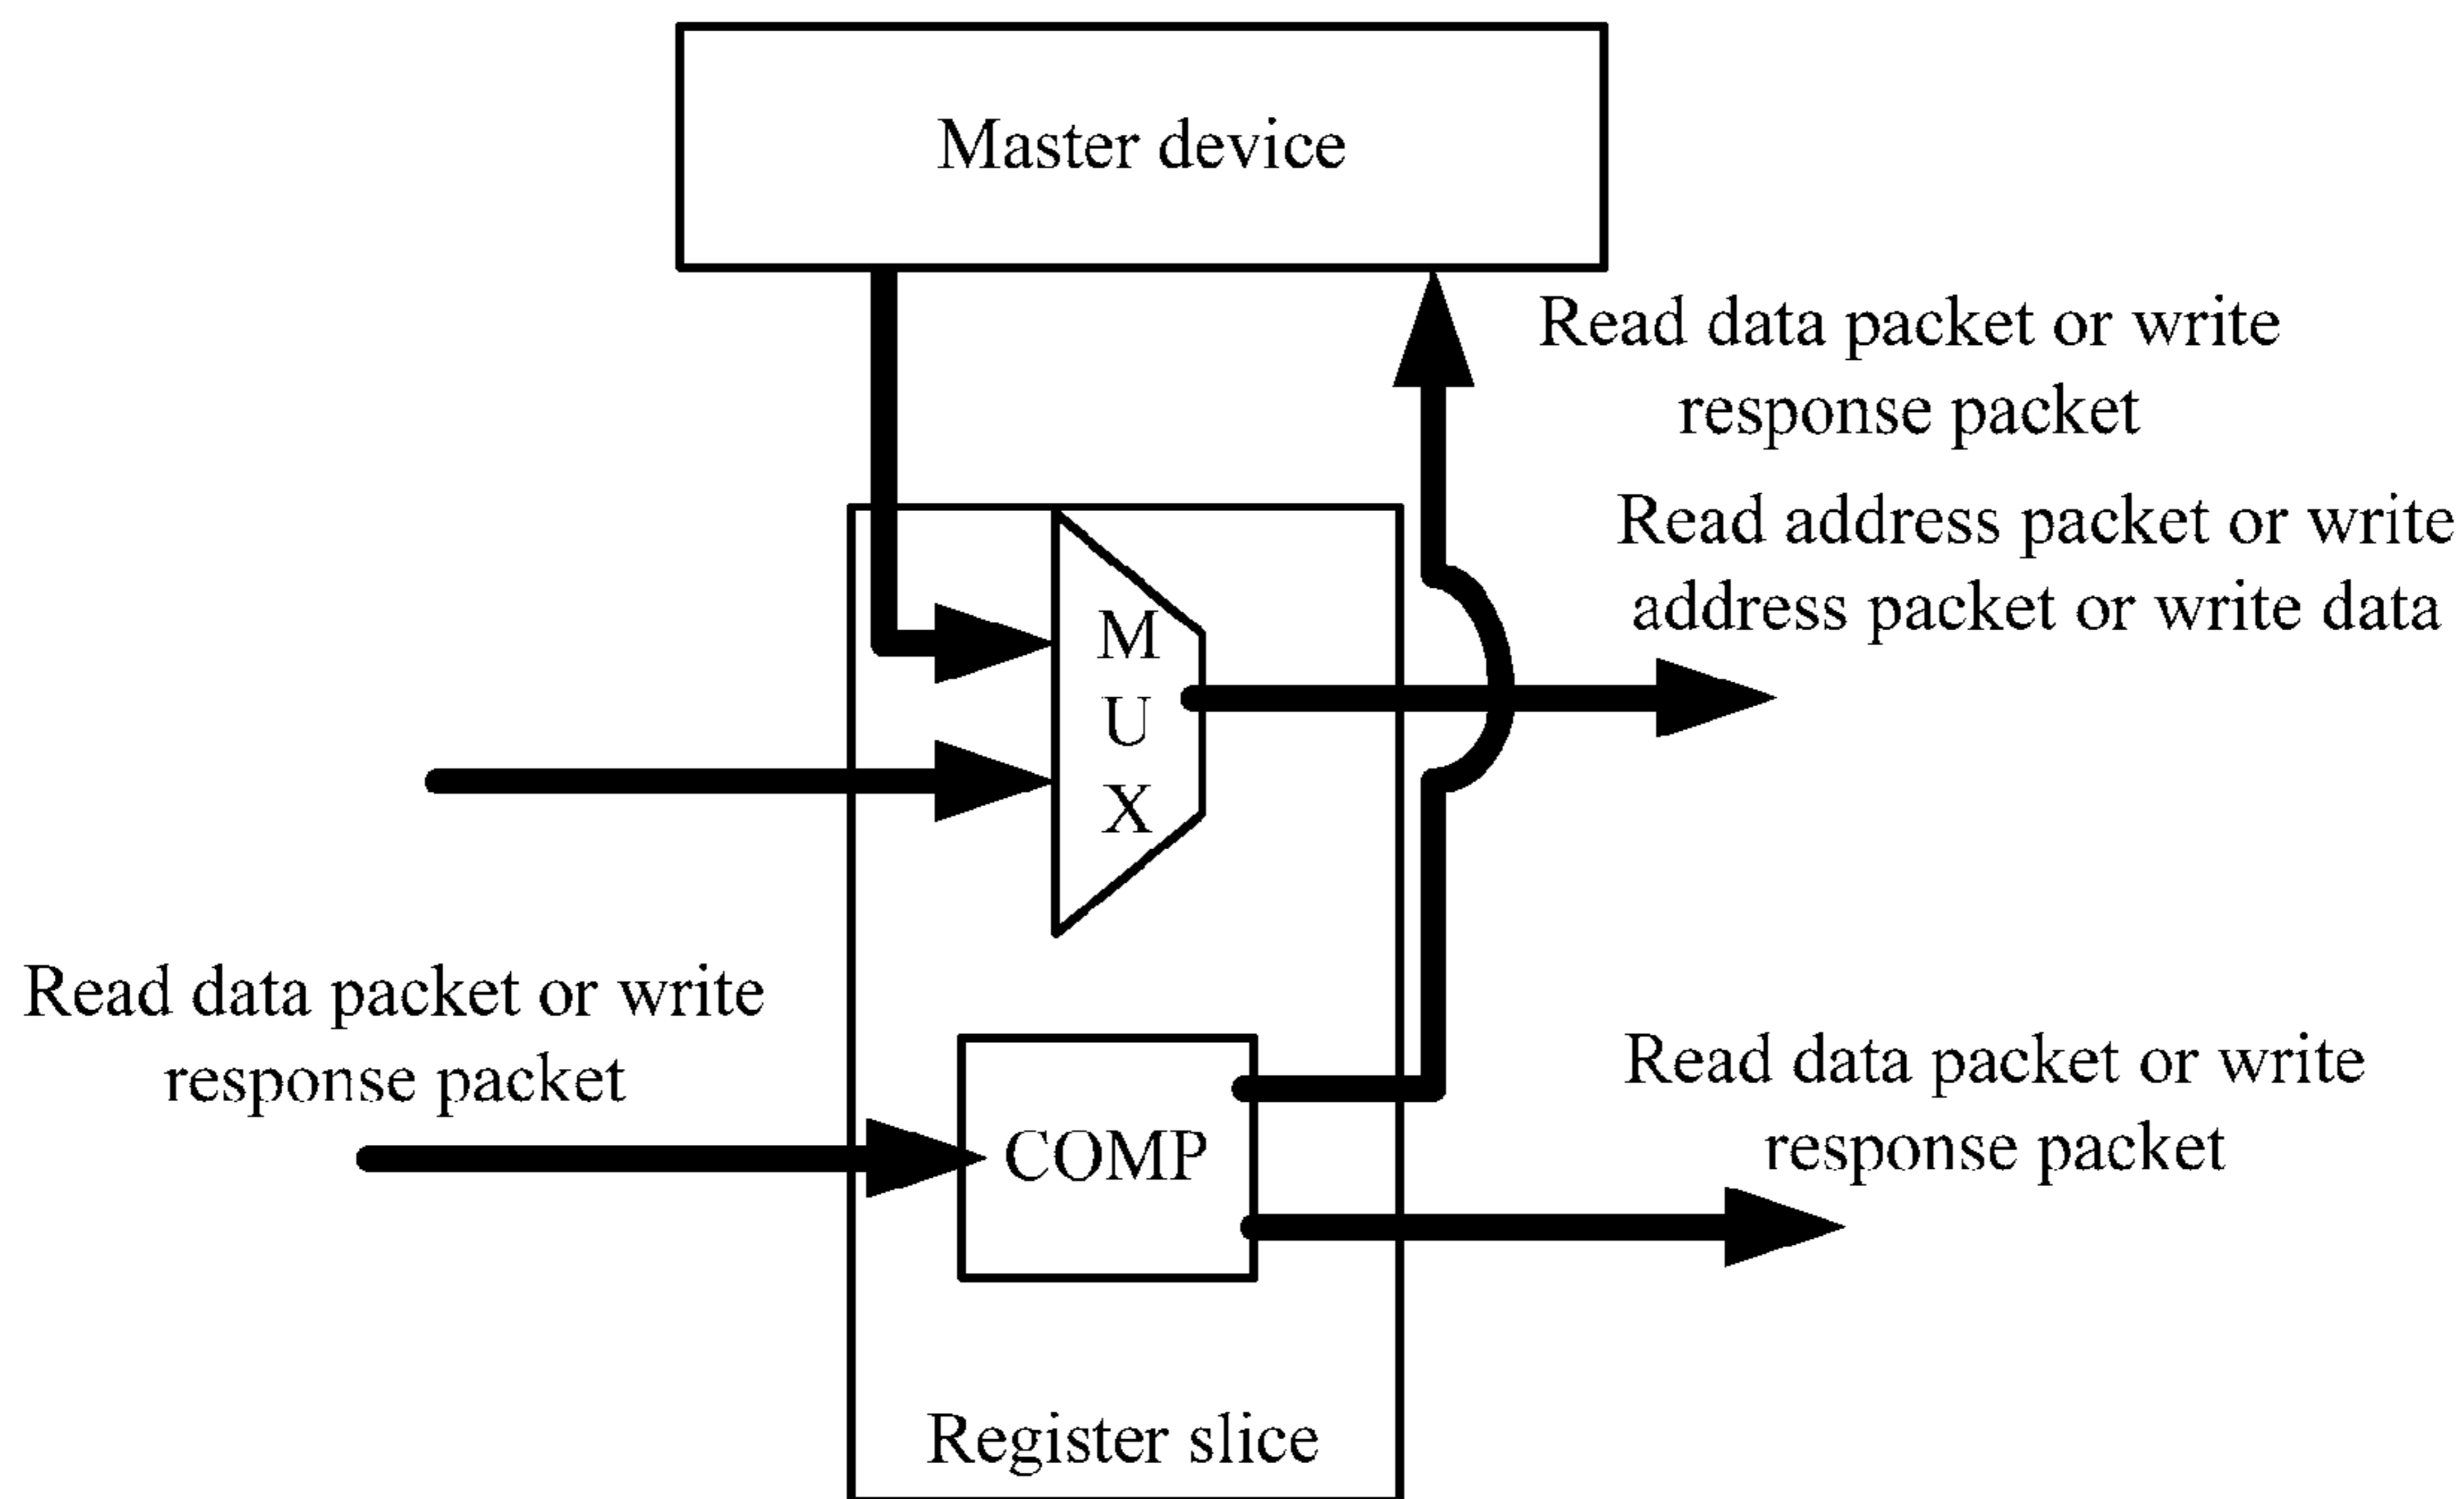 Master device
Read data packet or write
response packet
Read address packet or write
address packet or write data
M
U
X
Read data packet or write
response packet
COMP
Read data packet or write
response packet
Register slice